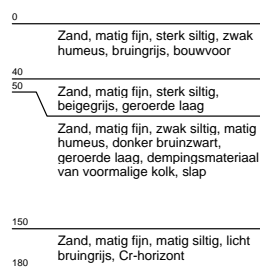 0
Zand, matig fijn, sterk siltig, zwak
humeus, bruingrijs, bouwvoor
40
Zand, matig fijn, sterk siltig,
50
beigegrijs, geroerde laag
Zand, matig fijn, zwak siltig, matig
humeus, donker bruinzwart,
geroerde laag, dempingsmateriaal
van voormalige kolk, slap
150
Zand, matig fijn, matig siltig, licht
bruingrijs, Cr-horizont
180